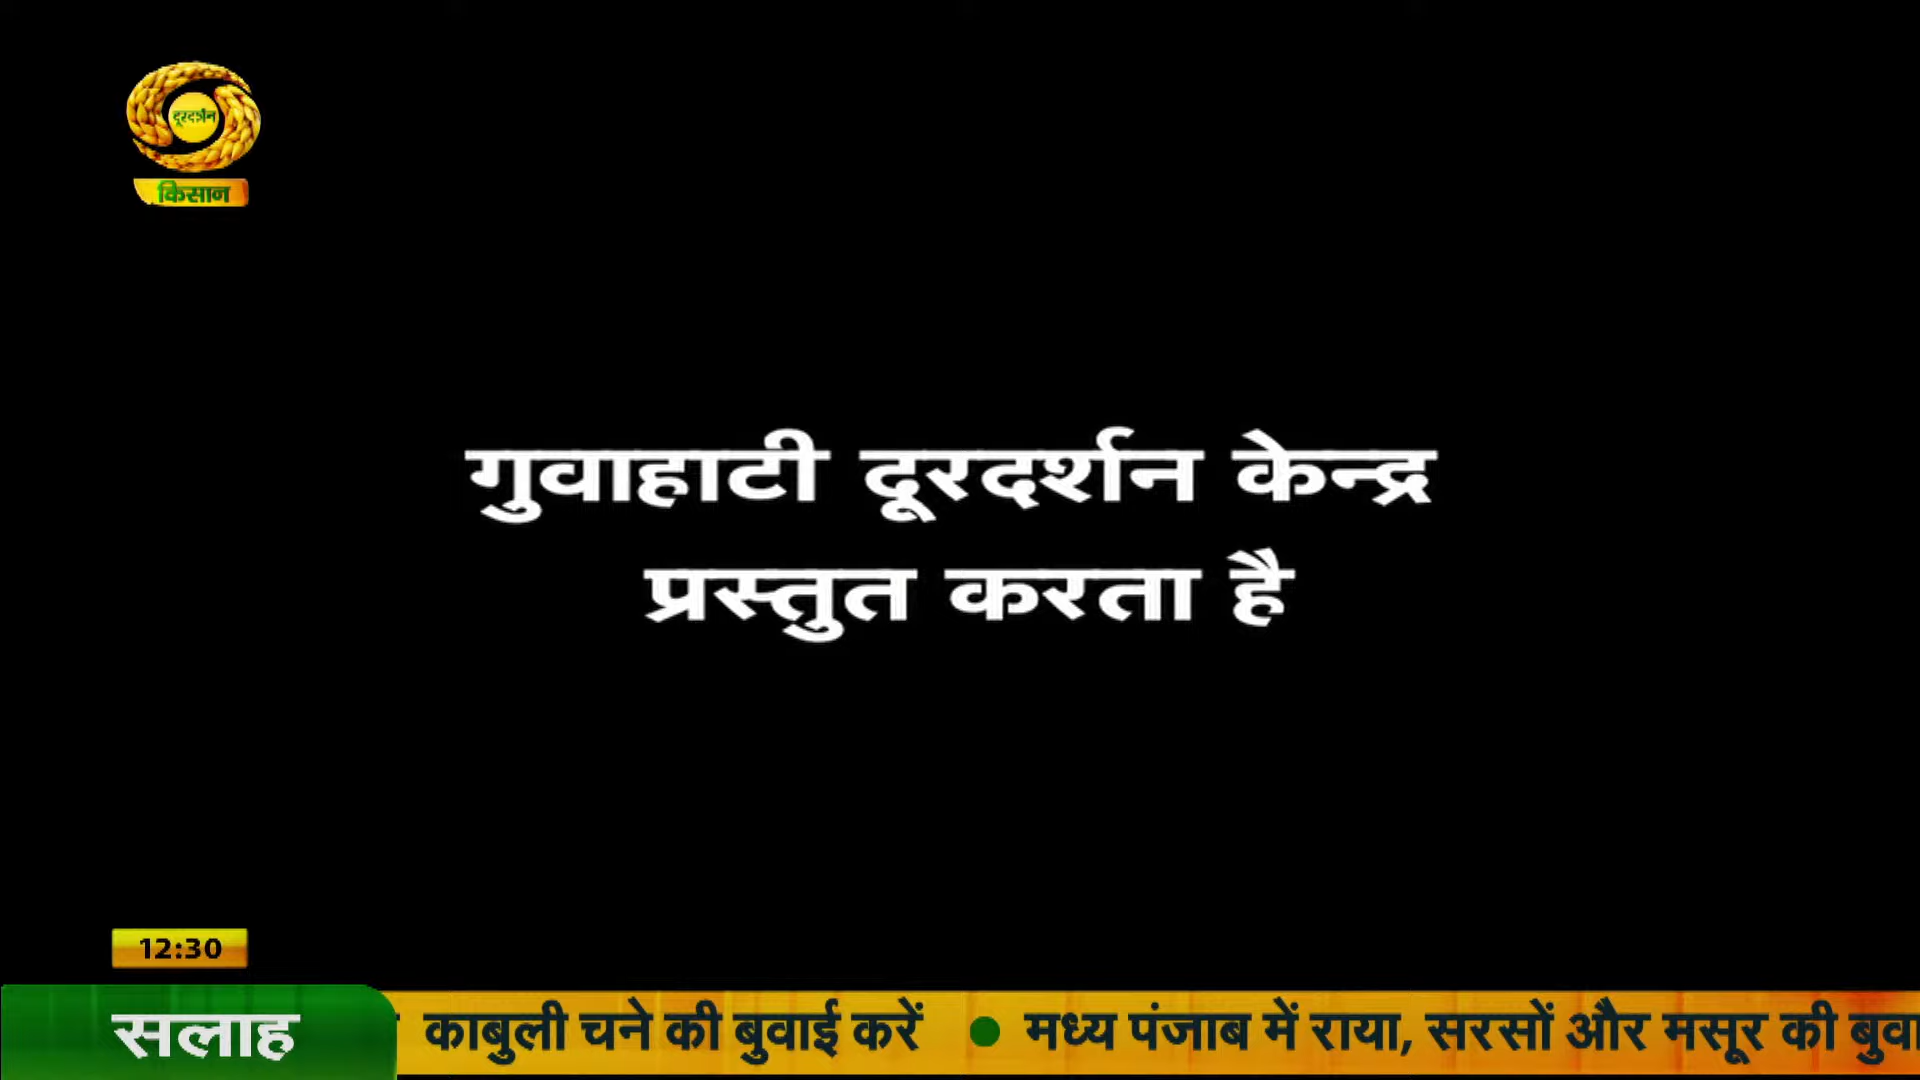 दूरदर्शन
किसान
गुवाहाटी दूरदर्शन केन्द्र
प्रस्तुत करता है
12:30
सलाह
काबुली चने की बुवाई करें ● मध्य पंजाब में राया, सरसों और मसूर की बुवा